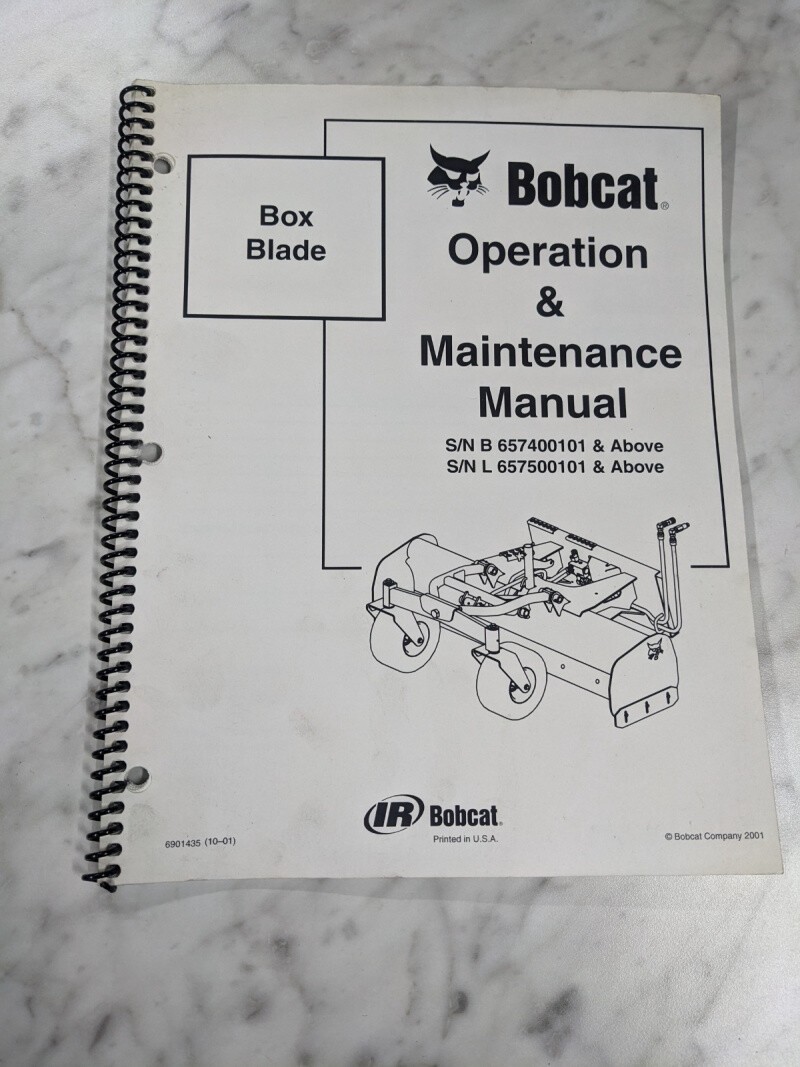 Box
Blade
Bobcat®
Operation
&
Maintenance
Manual
S/N B 657400101 & Above
S/N L 657500101 & Above
IR Bobcat®
Printed in U.S.A.
6901435 (10–01)
© Bobcat Company 2001